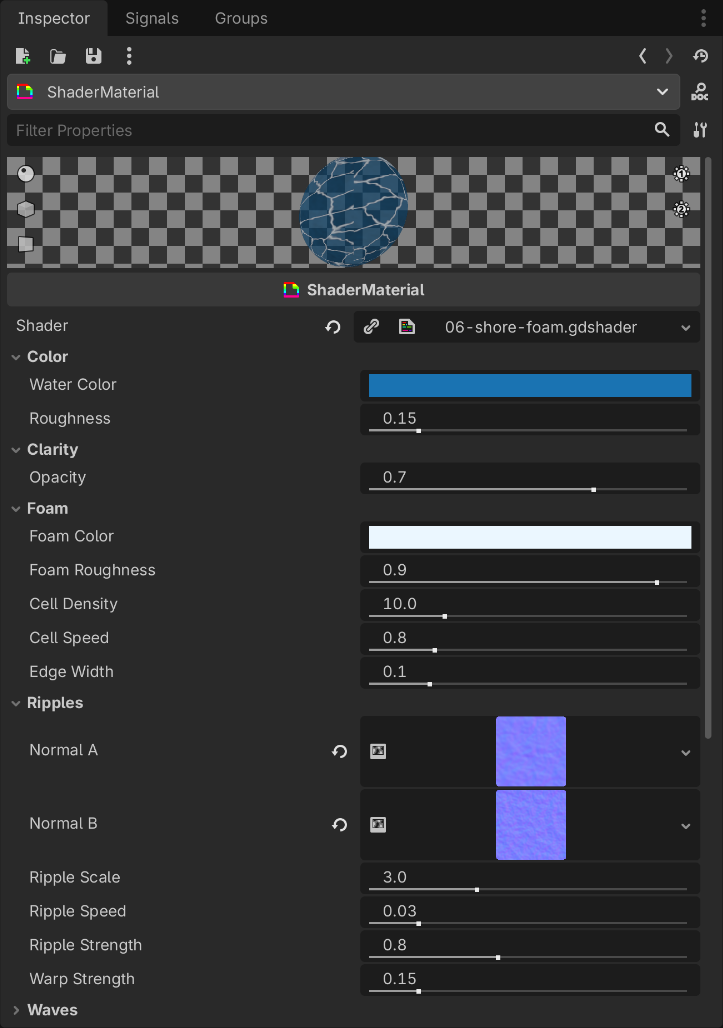 Inspector Signals Groups
ShaderMaterial
DOC
Filter Properties
1
2
ShaderMaterial
Shader 06-shore-foam.gdshader
Color
Water Color
Roughness 0.15
Clarity
Opacity 0.7
Foam
Foam Color
Foam Roughness 0.9
Cell Density 10.0
Cell Speed 0.8
Edge Width 0.1
Ripples
Normal A
Normal B
Ripple Scale 3.0
Ripple Speed 0.03
Ripple Strength 0.8
Warp Strength 0.15
Waves